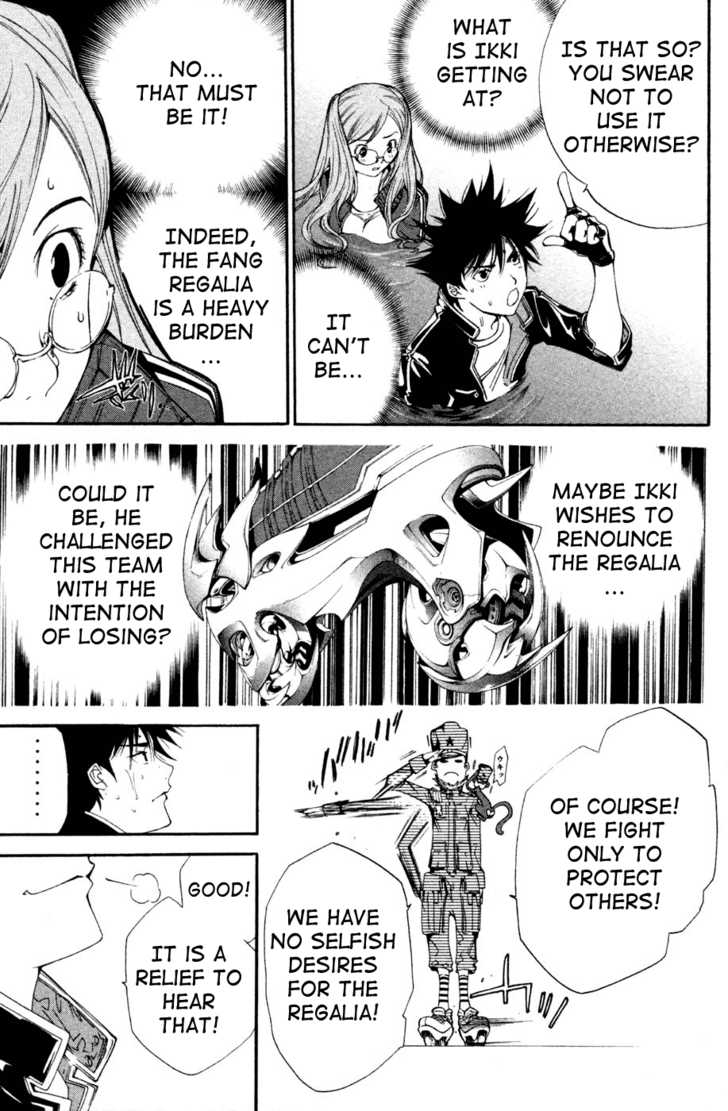 IS THAT SO?
YOU SWEAR
NOT TO
USE IT
OTHERWISE?
WHAT
IS IKKI
GETTING
AT?
IT
CAN'T
BE...
NO...
THAT MUST
BE IT!
INDEED,
THE FANG
REGALIA
IS A HEAVY
BURDEN
...
MAYBE IKKI
WISHES TO
RENOUNCE
THE REGALIA
...
COULD IT
BE, HE
CHALLENGED
THIS TEAM
WITH THE
INTENTION
OF LOSING?
OF COURSE!
WE FIGHT
ONLY TO
PROTECT
OTHERS!
ウキッ
WE HAVE
NO SELFISH
DESIRES
FOR THE
REGALIA!
......
GOOD!
IT IS A
RELIEF TO
HEAR
THAT!